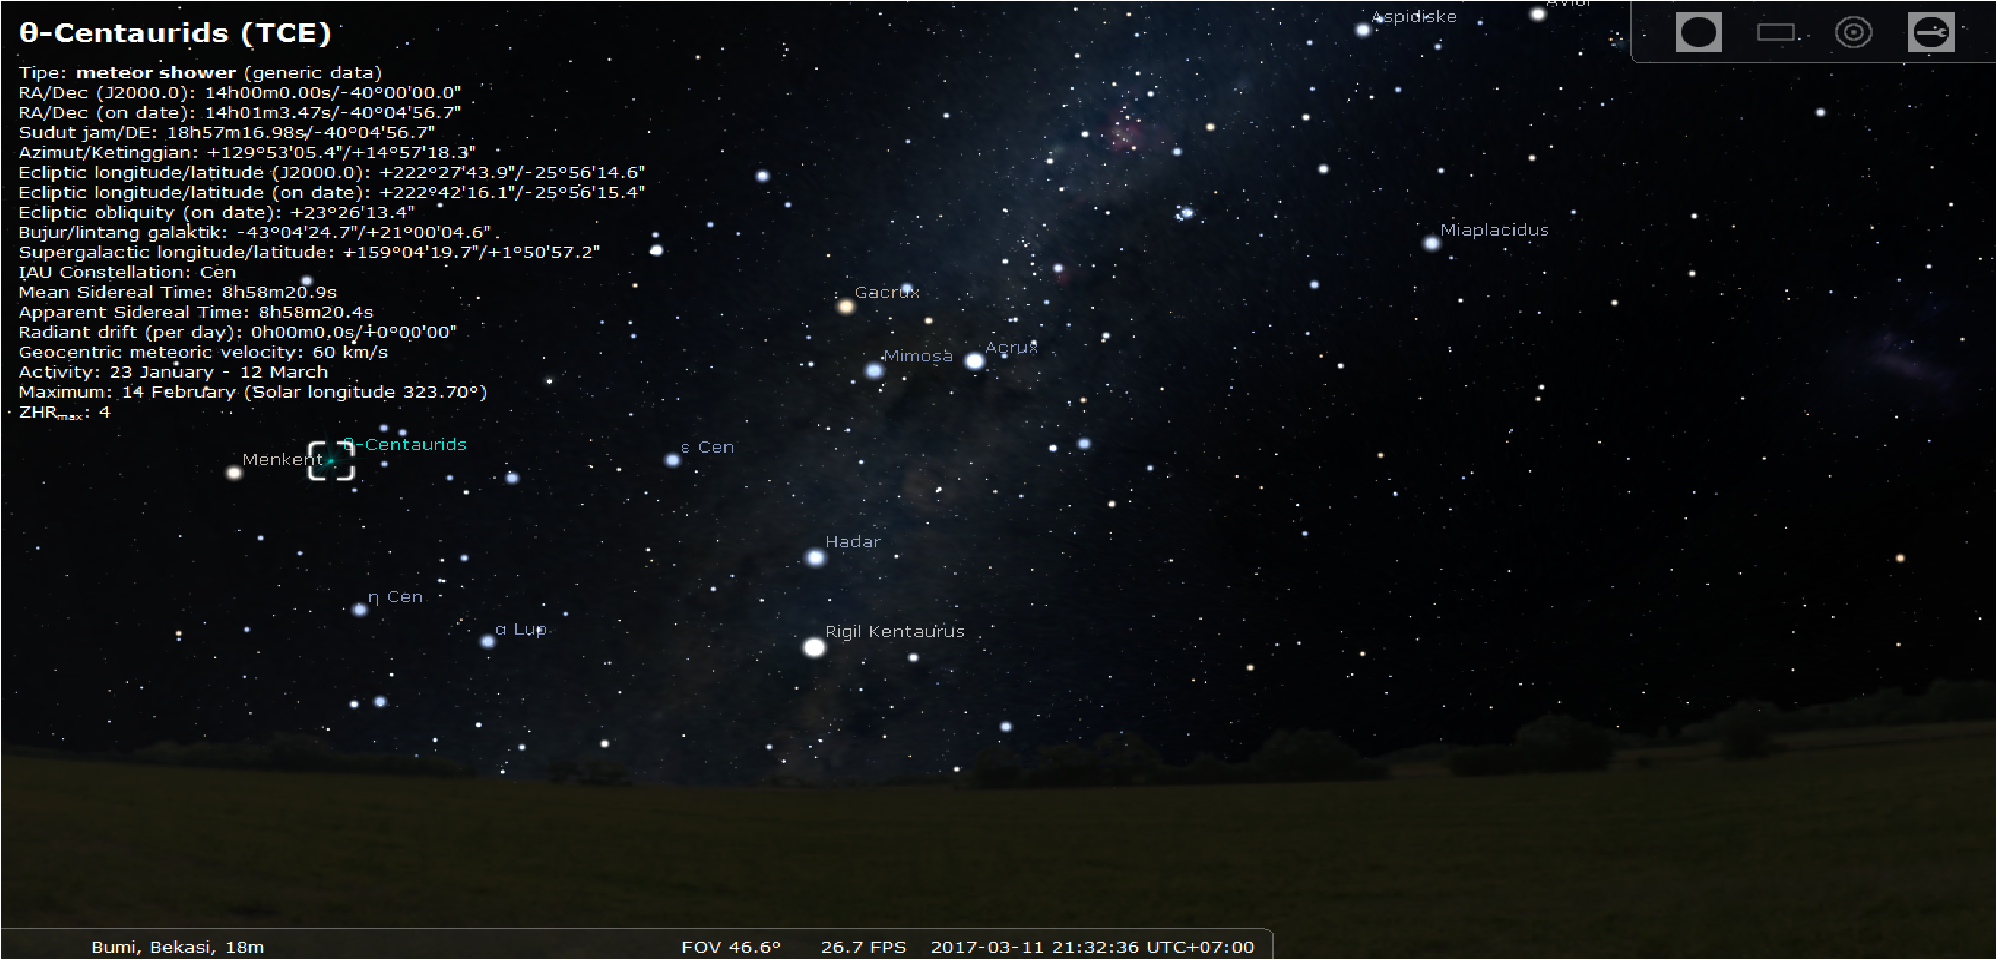 θ-Centaurids (TCE)
Tipe: meteor shower (generic data)
RA/Dec (J2000.0): 14h00m0.00s/-40°00'00.0"
RA/Dec (on date): 14h01m3.47s/-40°04'56.7"
Sudut jam/DE: 18h57m16.98s/-40°04'56.7"
Azimut/Ketinggian: +129°53'05.4"/+14°57'18.3"
Ecliptic longitude/latitude (J2000.0): +222°27'43.9"/-25°56'14.6"
Ecliptic longitude/latitude (on date): +222°42'16.1"/-25°56'15.4"
Ecliptic obliquity (on date): +23°26'13.4"
Bujur/lintang galaktik: -43°04'24.7"/+21°00'04.6"
Supergalactic longitude/latitude: +159°04'19.7"/+1°50'57.2"
IAU Constellation: Cen
Mean Sidereal Time: 8h58m20.9s
Apparent Sidereal Time: 8h58m20.4s
Radiant drift (per day): 0h00m0.0s/+0°00'00"
Geocentric meteoric velocity: 60 km/s
Activity: 23 January - 12 March
Maximum: 14 February (Solar longitude 323.70°)
ZHRmax: 4
Aspidiske
Avior
Miaplacidus
Gacrux
Mimosa
Acrux
θ-Centaurids
Menkent
ε Cen
Hadar
η Cen
α Lup
Rigil Kentaurus
Bumi, Bekasi, 18m
FOV 46.6°
26.7 FPS
2017-03-11 21:32:36 UTC+07:00